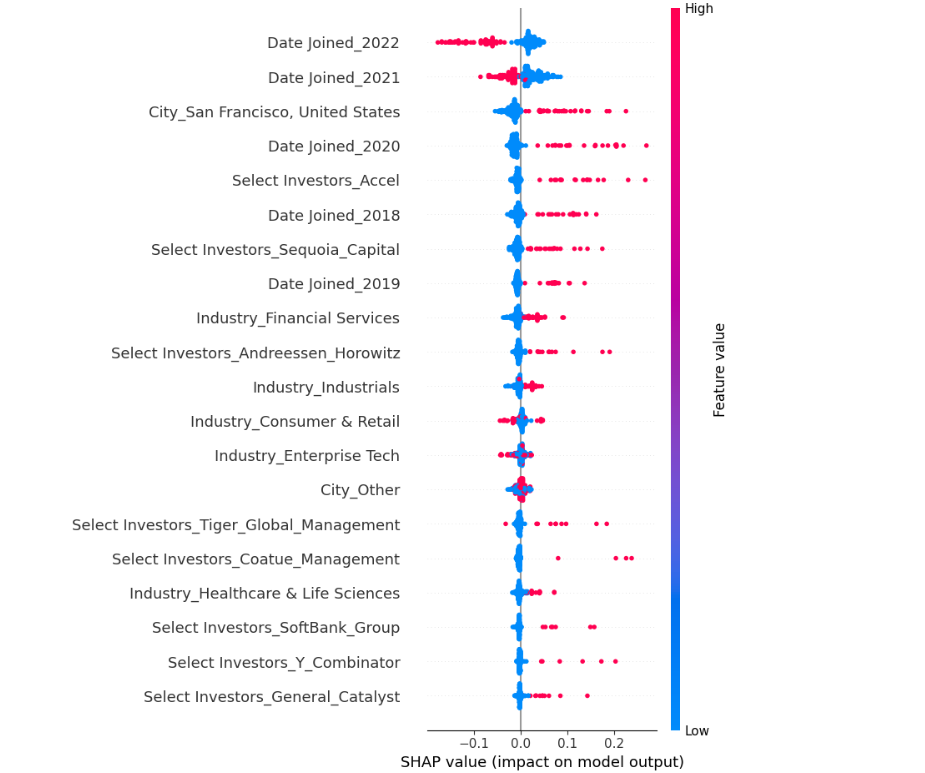 High
Date Joined_2022
Date Joined_2021
City_San Francisco, United States
Date Joined_2020
Select Investors_Accel
Date Joined_2018
Select Investors_Sequoia_Capital
Date Joined_2019
Industry_Financial Services
Select Investors_Andreessen_Horowitz
Industry_Industrials
Industry_Consumer & Retail
Industry_Enterprise Tech
City_Other
Select Investors_Tiger_Global_Management
Select Investors_Coatue_Management
Industry_Healthcare & Life Sciences
Select Investors_SoftBank_Group
Select Investors_Y_Combinator
Select Investors_General_Catalyst
Feature value
Low
−0.1 0.0 0.1 0.2
SHAP value (impact on model output)